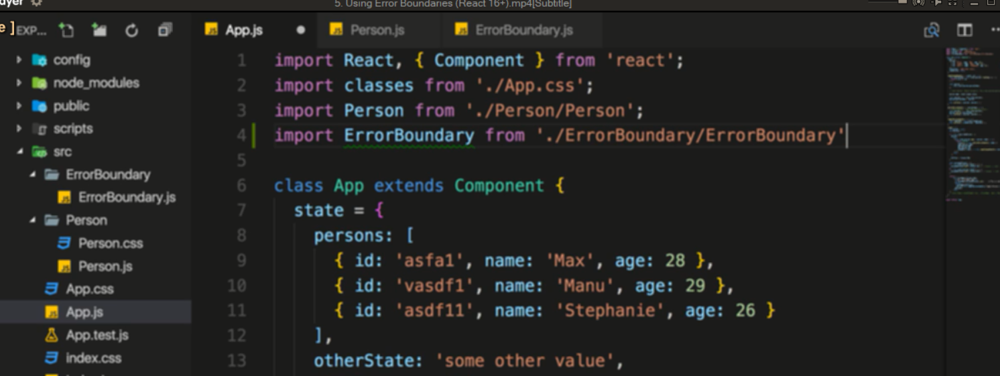 ayer
5. Using Error Boundaries (React 16+).mp4[Subtitle]
e ] EXP...
App.js
Person.js
ErrorBoundary.js
config
node_modules
public
scripts
src
ErrorBoundary
ErrorBoundary.js
Person
Person.css
Person.js
App.css
App.js
App.test.js
index.css
1 import React, { Component } from 'react';
2 import classes from './App.css';
3 import Person from './Person/Person';
4 import ErrorBoundary from './ErrorBoundary/ErrorBoundary'
5
6 class App extends Component {
7 state = {
8 persons: [
9 { id: 'asfa1', name: 'Max', age: 28 },
10 { id: 'vasdf1', name: 'Manu', age: 29 },
11 { id: 'asdf11', name: 'Stephanie', age: 26 }
12 ],
13 otherState: 'some other value',